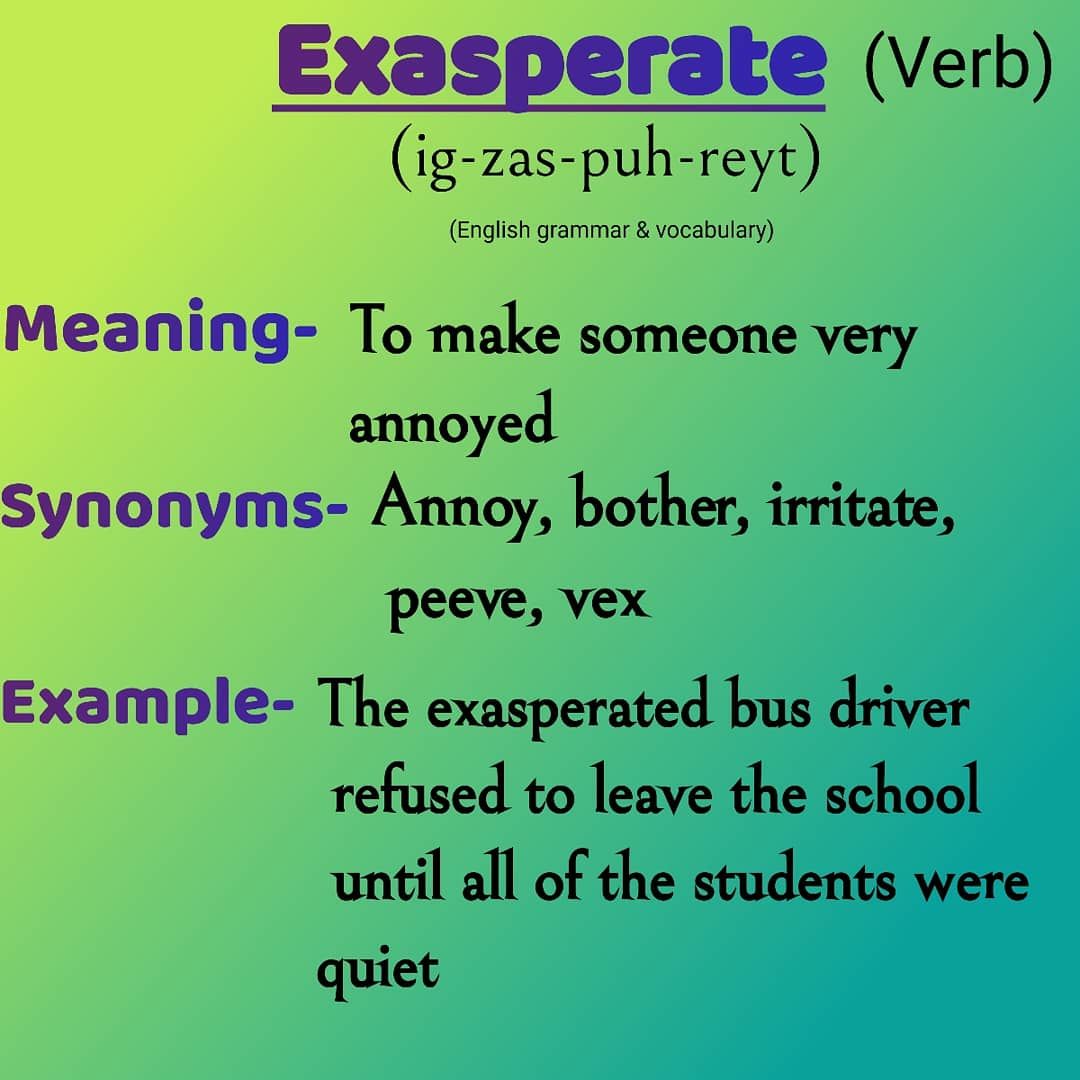 Exasperate (Verb)
(ig-zas-puh-reyt)
(English grammar & vocabulary)
Meaning- To make someone very
annoyed
Synonyms- Annoy, bother, irritate,
peeve, vex
Example- The exasperated bus driver
refused to leave the school
until all of the students were
quiet